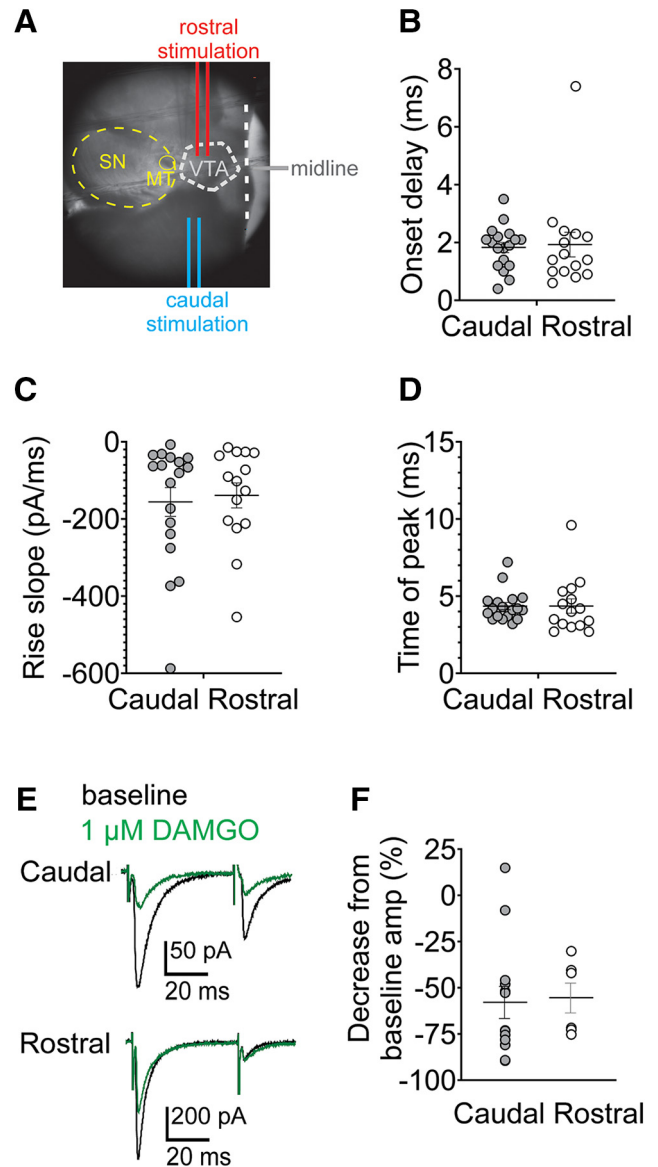 A
rostral
stimulation
SN
MT
VTA
midline
caudal
stimulation
B
Onset delay (ms)
8
6
4
2
0
Caudal Rostral
C
Rise slope (pA/ms)
0
-200
-400
-600
Caudal Rostral
D
Time of peak (ms)
15
10
5
0
Caudal Rostral
E
baseline
1 µM DAMGO
Caudal
50 pA
20 ms
Rostral
200 pA
20 ms
F
Decrease from
baseline amp (%)
25
0
-25
-50
-75
-100
Caudal Rostral